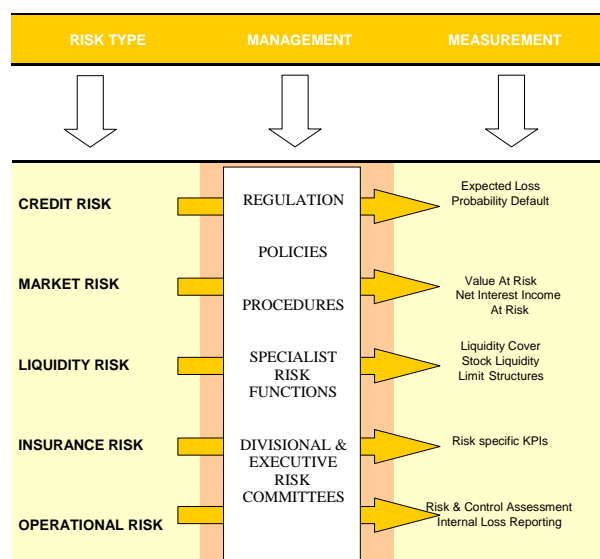 RISK TYPE
MANAGEMENT
MEASUREMENT
CREDIT RISK
REGULATION
Expected Loss
Probability Default
POLICIES
MARKET RISK
PROCEDURES
Value At Risk
Net Interest Income
At Risk
LIQUIDITY RISK
SPECIALIST
RISK
FUNCTIONS
Liquidity Cover
Stock Liquidity
Limit Structures
INSURANCE RISK
DIVISIONAL &
EXECUTIVE
RISK
COMMITTEES
Risk specific KPIs
OPERATIONAL RISK
Risk & Control Assessment
Internal Loss Reporting